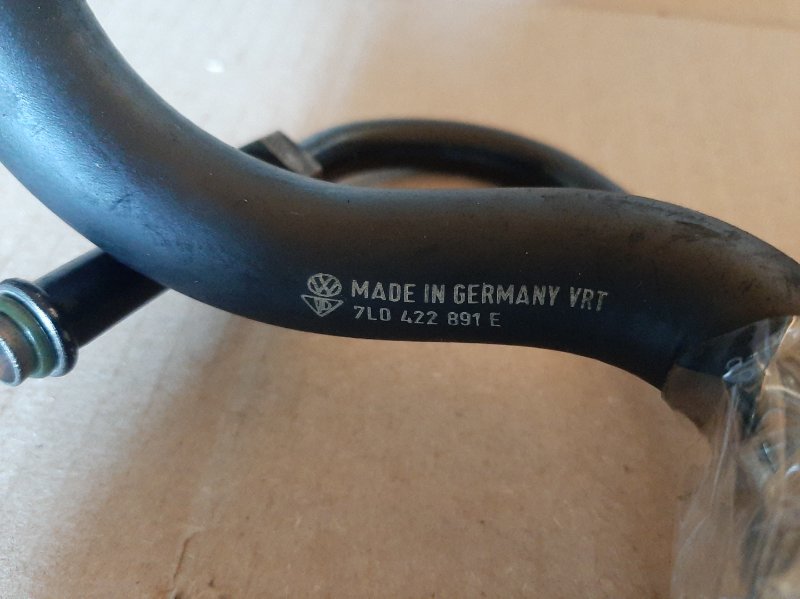 MADE IN GERMANY VRT
7L0 422 891 E